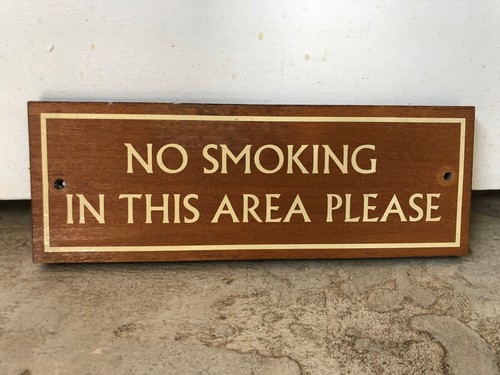 NO SMOKING
IN THIS AREA PLEASE